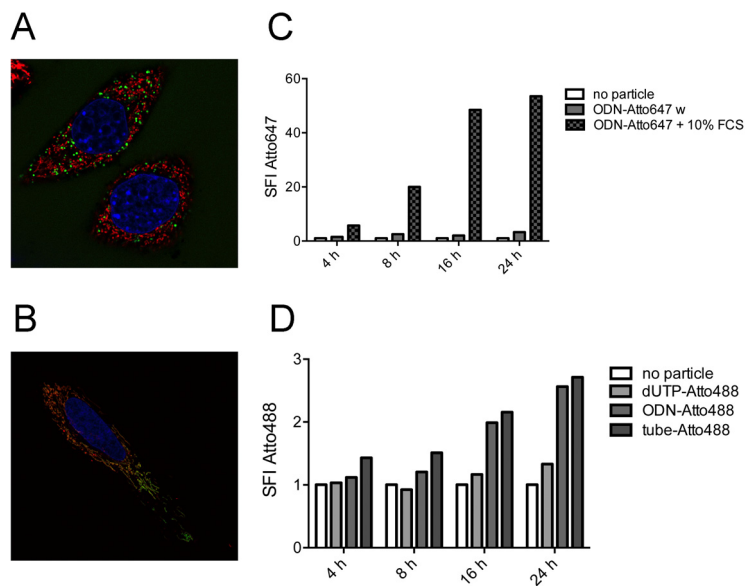 A
B
C
SFI Atto647
60
40
20
0
4 h
8 h
16 h
24 h
no particle
ODN-Atto647 w
ODN-Atto647 + 10% FCS
D
SFI Atto488
3
2
1
0
4 h
8 h
16 h
24 h
no particle
dUTP-Atto488
ODN-Atto488
tube-Atto488